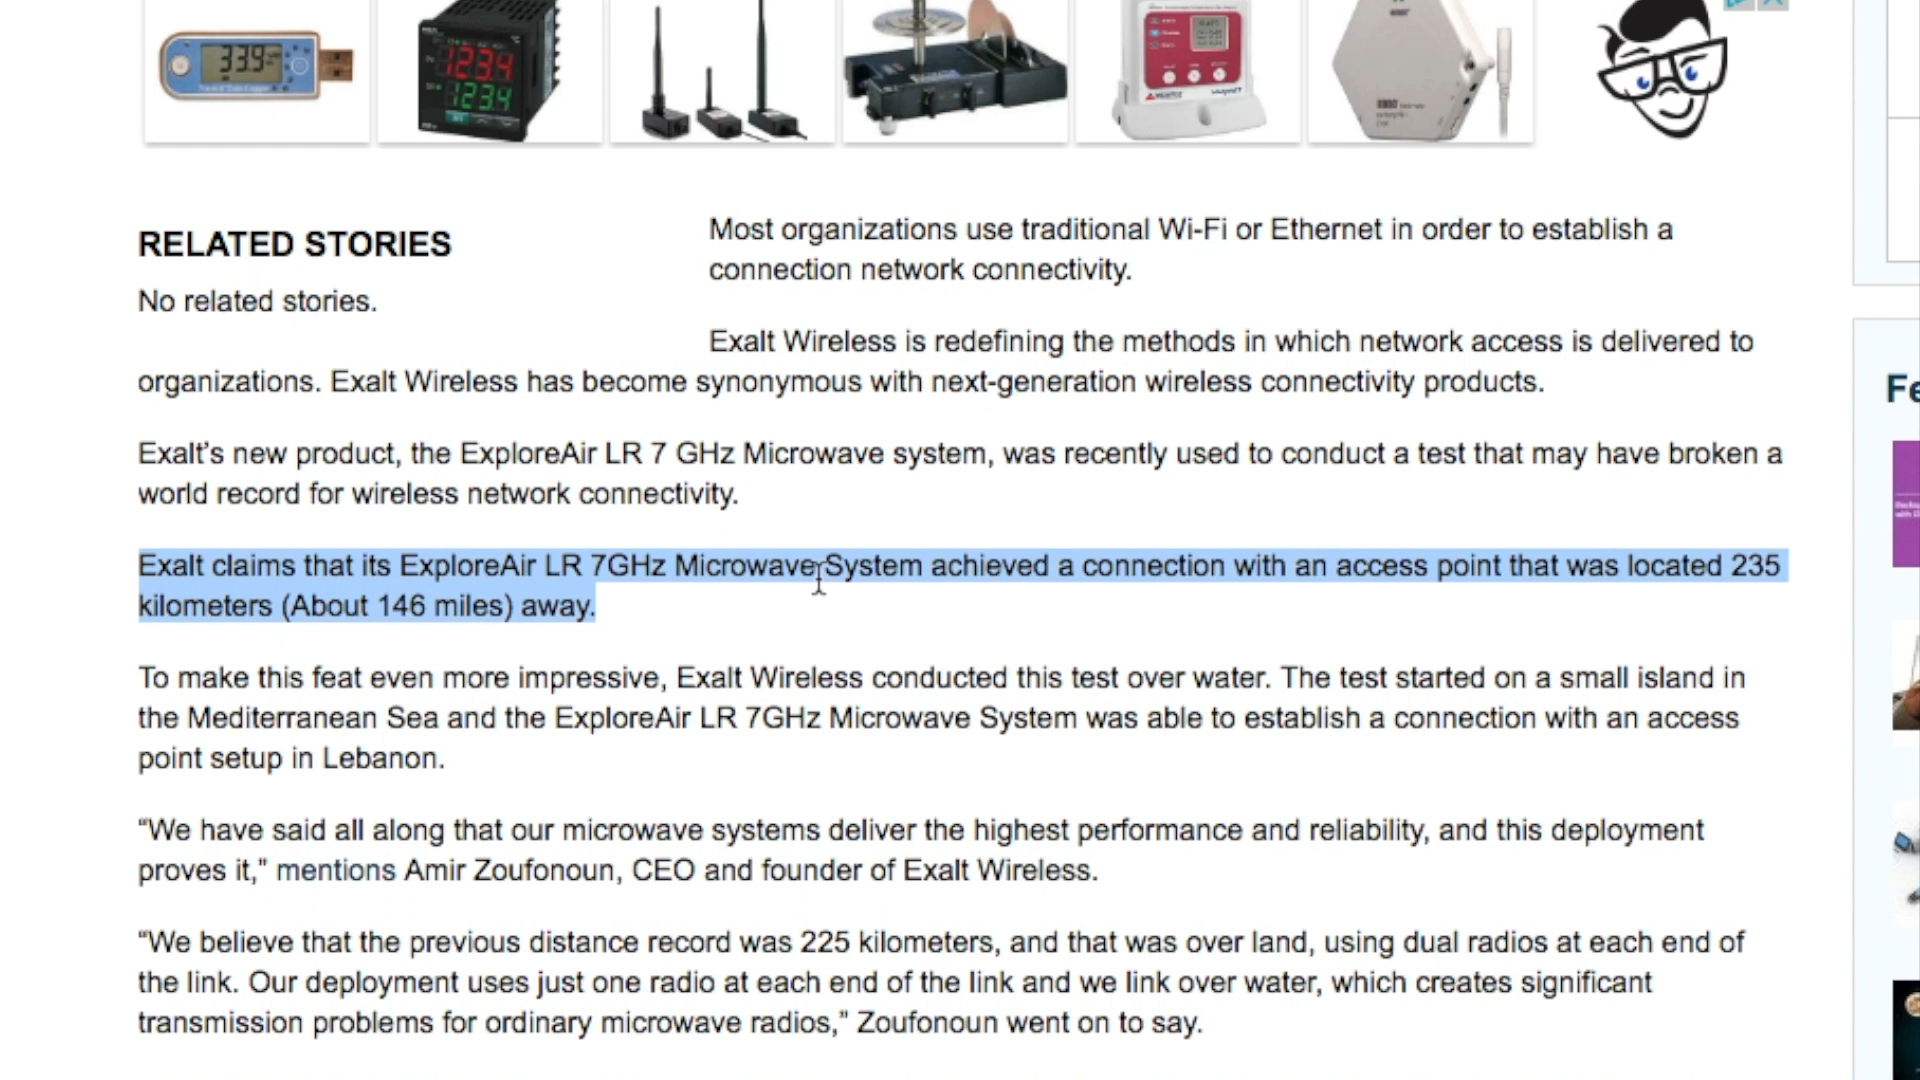 33.9
1234
1234
RELATED STORIES
No related stories.
Most organizations use traditional Wi-Fi or Ethernet in order to establish a
connection network connectivity.
Exalt Wireless is redefining the methods in which network access is delivered to
organizations. Exalt Wireless has become synonymous with next-generation wireless connectivity products.
Exalt’s new product, the ExploreAir LR 7 GHz Microwave system, was recently used to conduct a test that may have broken a
world record for wireless network connectivity.
Exalt claims that its ExploreAir LR 7GHz Microwave System achieved a connection with an access point that was located 235
kilometers (About 146 miles) away.
To make this feat even more impressive, Exalt Wireless conducted this test over water. The test started on a small island in
the Mediterranean Sea and the ExploreAir LR 7GHz Microwave System was able to establish a connection with an access
point setup in Lebanon.
“We have said all along that our microwave systems deliver the highest performance and reliability, and this deployment
proves it,” mentions Amir Zoufonoun, CEO and founder of Exalt Wireless.
“We believe that the previous distance record was 225 kilometers, and that was over land, using dual radios at each end of
the link. Our deployment uses just one radio at each end of the link and we link over water, which creates significant
transmission problems for ordinary microwave radios,” Zoufonoun went on to say.
Fe